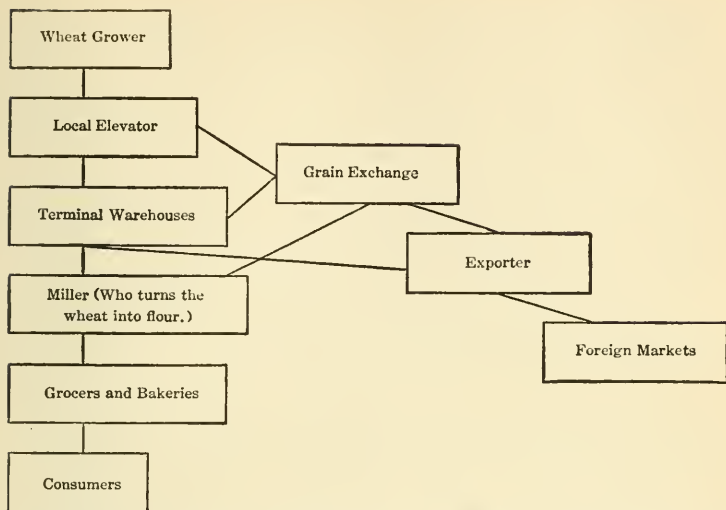 Wheat Grower
Local Elevator
Grain Exchange
Terminal Warehouses
Exporter
Miller (Who turns the
wheat into flour.)
Foreign Markets
Grocers and Bakeries
Consumers